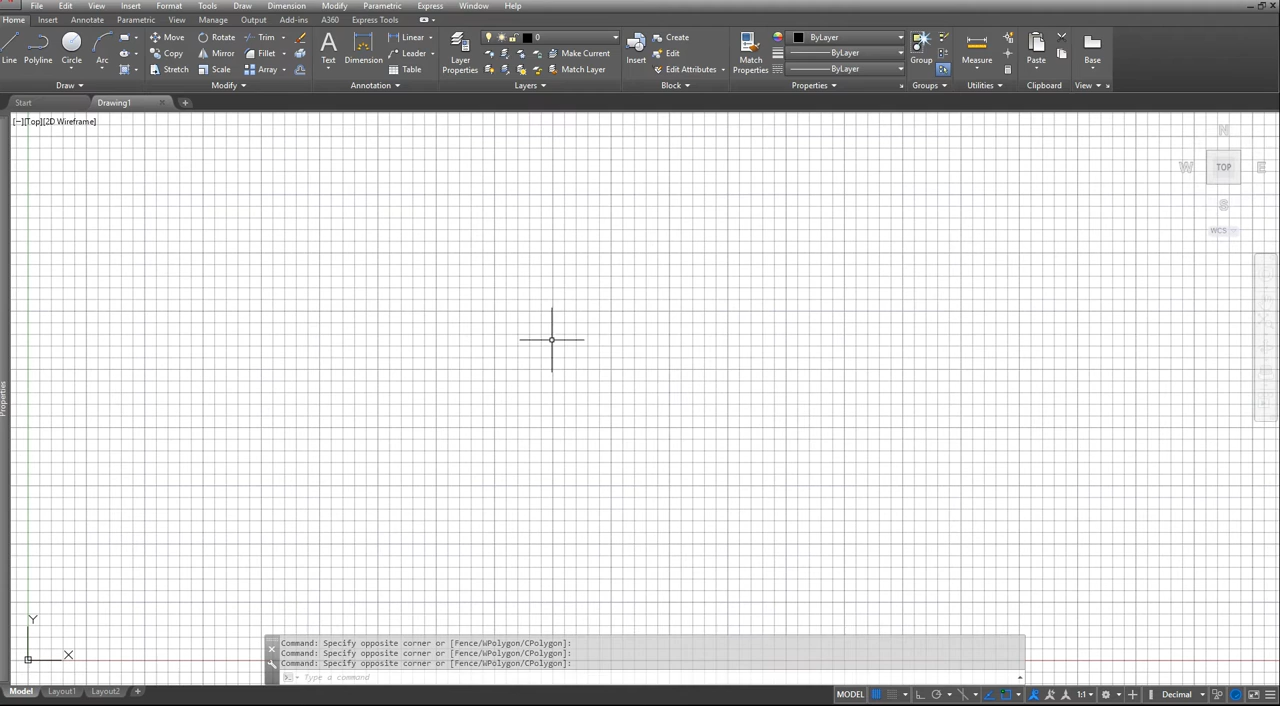 File Edit View Insert Format Tools Draw Dimension Modify Parametric Express Window Help
Home Insert Annotate Parametric View Manage Output Add-ins A360 Express Tools
Line Polyline Circle Arc
Move Rotate Trim
Copy Mirror Fillet
Stretch Scale Array
Text Dimension
Linear
Leader
Table
Layer Properties
0
Make Current
Match Layer
Insert
Create
Edit
Edit Attributes
Match Properties
ByLayer
ByLayer
ByLayer
Group
Measure
Paste
Base
Draw Modify Annotation Layers Block Properties Groups Utilities Clipboard View
Start Drawing1
[−][Top][2D Wireframe]
N
W TOP E
S
WCS
Y
X
Command: Specify opposite corner or [Fence/WPolygon/CPolygon]:
Command: Specify opposite corner or [Fence/WPolygon/CPolygon]:
Command: Specify opposite corner or [Fence/WPolygon/CPolygon]:
Type a command
Model Layout1 Layout2 +
MODEL 1:1 Decimal